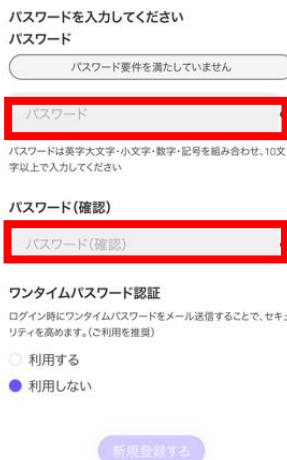 パスワードを入力してください
パスワード
パスワード要件を満たしていません
パスワード
パスワードは英字大文字・小文字・数字・記号を組み合わせ、10文
字以上で入力してください
パスワード(確認)
パスワード(確認)
ワンタイムパスワード認証
ログイン時にワンタイムパスワードをメール送信することで、セキュ
リティを高めます。(ご利用を推奨)
利用する
利用しない
新規登録する